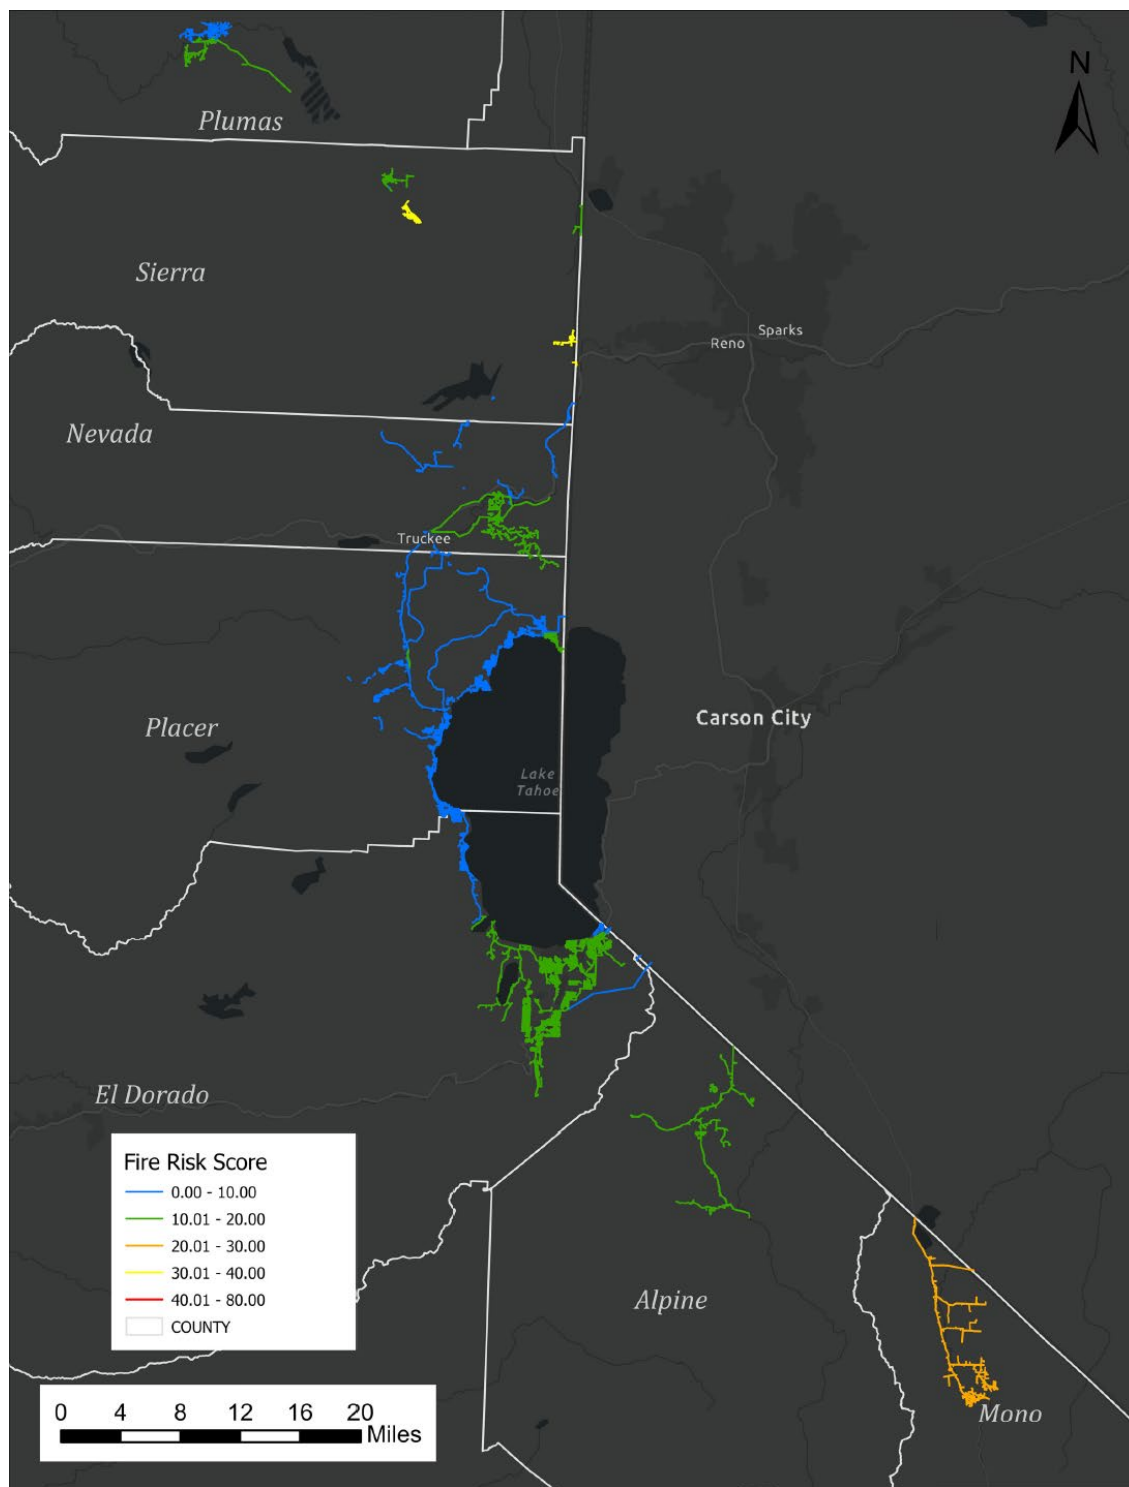 N
Plumas
Sierra
Sparks
Reno
Nevada
Truckee
Placer
Carson City
Lake
Tahoe
El Dorado
Fire Risk Score
0.00 - 10.00
10.01 - 20.00
20.01 - 30.00
30.01 - 40.00
40.01 - 80.00
COUNTY
Alpine
Mono
0 4 8 12 16 20
Miles